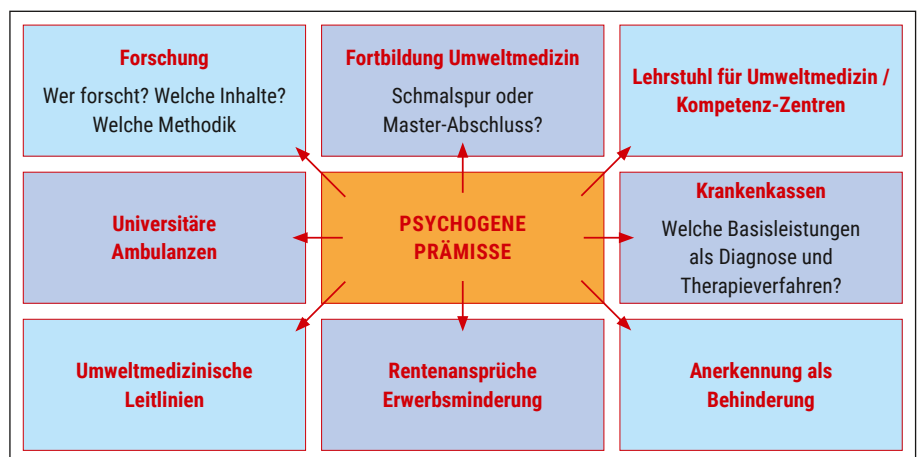 Forschung
Wer forscht? Welche Inhalte?
Welche Methodik
Fortbildung Umweltmedizin
Schmalspur oder
Master-Abschluss?
Lehrstuhl für Umweltmedizin /
Kompetenz-Zentren
Universitäre
Ambulanzen
PSYCHOGENE
PRÄMISSE
Krankenkassen
Welche Basisleistungen
als Diagnose und
Therapieverfahren?
Umweltmedizinische
Leitlinien
Rentenansprüche
Erwerbsminderung
Anerkennung als
Behinderung